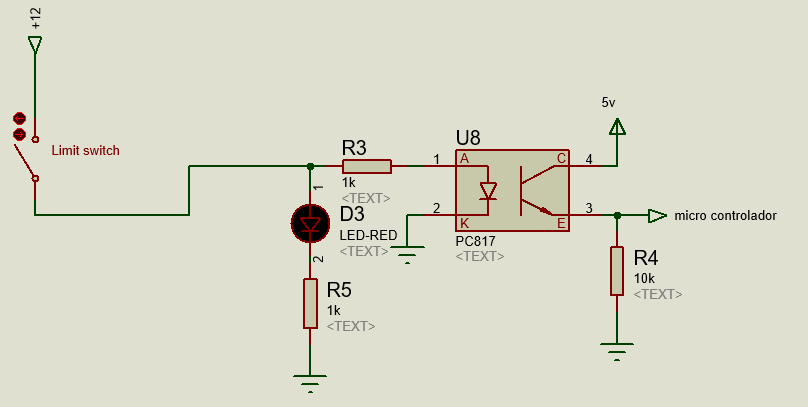 +12
Limit switch
R3
1k
<TEXT>
1
2
D3
LED-RED
<TEXT>
R5
1k
<TEXT>
U8
1
2
A
K
C
E
4
3
PC817
<TEXT>
5v
micro controlador
R4
10k
<TEXT>